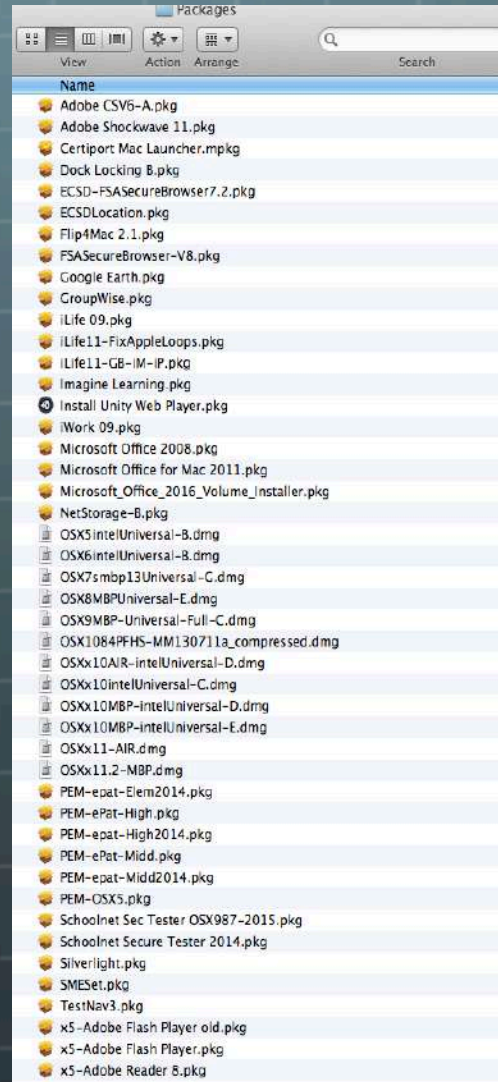 Packages
View Action Arrange Search
Name
Adobe CSV6-A.pkg
Adobe Shockwave 11.pkg
Certiport Mac Launcher.mpkg
Dock Locking B.pkg
ECSD-FSASecureBrowser7.2.pkg
ECSDLocation.pkg
Flip4Mac 2.1.pkg
FSASecureBrowser-V8.pkg
Google Earth.pkg
GroupWise.pkg
iLife 09.pkg
iLife11-FixAppleLoops.pkg
iLife11-GB-iM-iP.pkg
Imagine Learning.pkg
Install Unity Web Player.pkg
iWork 09.pkg
Microsoft Office 2008.pkg
Microsoft Office for Mac 2011.pkg
Microsoft_Office_2016_Volume_Installer.pkg
NetStorage-B.pkg
OSX5intelUniversal-B.dmg
OSX6intelUniversal-B.dmg
OSX7smbp13Universal-C.dmg
OSX8MBPUniversal-E.dmg
OSX9MBP-Universal-Full-C.dmg
OSX1084PFHS-MM130711a_compressed.dmg
OSXx10AIR-intelUniversal-D.dmg
OSXx10intelUniversal-C.dmg
OSXx10MBP-intelUniversal-D.dmg
OSXx10MBP-intelUniversal-E.dmg
OSXx11-AIR.dmg
OSXx11.2-MBP.dmg
PEM-epat-Elem2014.pkg
PEM-ePat-High.pkg
PEM-epat-High2014.pkg
PEM-ePat-Midd.pkg
PEM-epat-Midd2014.pkg
PEM-OSX5.pkg
Schoolnet Sec Tester OSX987-2015.pkg
Schoolnet Secure Tester 2014.pkg
Silverlight.pkg
SMESet.pkg
TestNav3.pkg
x5-Adobe Flash Player old.pkg
x5-Adobe Flash Player.pkg
x5-Adobe Reader 8.pkg